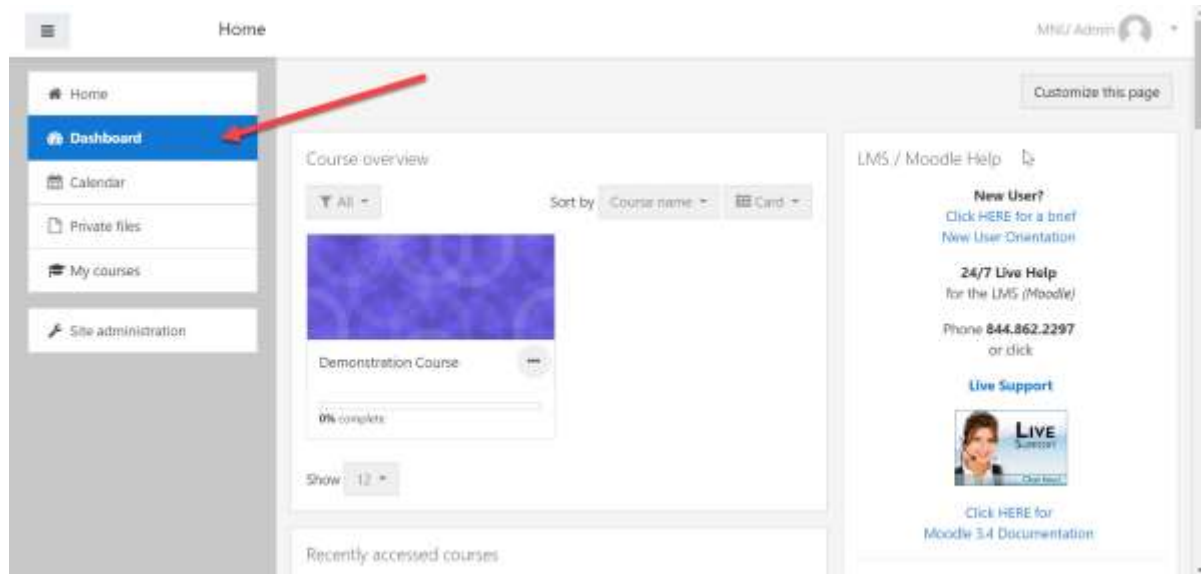 Home
MNU Admin
Home
Dashboard
Calendar
Private files
My courses
Site administration
Customize this page
Course overview
All
Sort by Course name Card
Demonstration Course
0% complete
Show 12
Recently accessed courses
LMS / Moodle Help
New User?
Click HERE for a brief
New User Orientation
24/7 Live Help
for the LMS (Moodle)
Phone 844.862.2297
or click
Live Support
LIVE
SUPPORT
Click HERE for
Moodle 3.4 Documentation